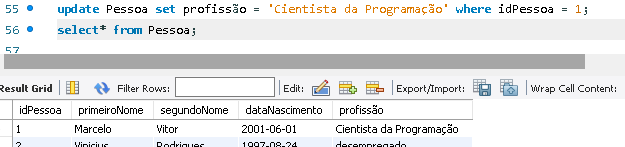 55 update Pessoa set profissão = 'Cientista da Programação' where idPessoa = 1;
56 select* from Pessoa;
57
Result Grid Filter Rows: Edit: Export/Import: Wrap Cell Content:
idPessoa primeiroNome segundoNome dataNascimento profissão
1 Marcelo Vitor 2001-06-01 Cientista da Programação
2 Vinicius Rodrigues 1997-08-24 desempregado